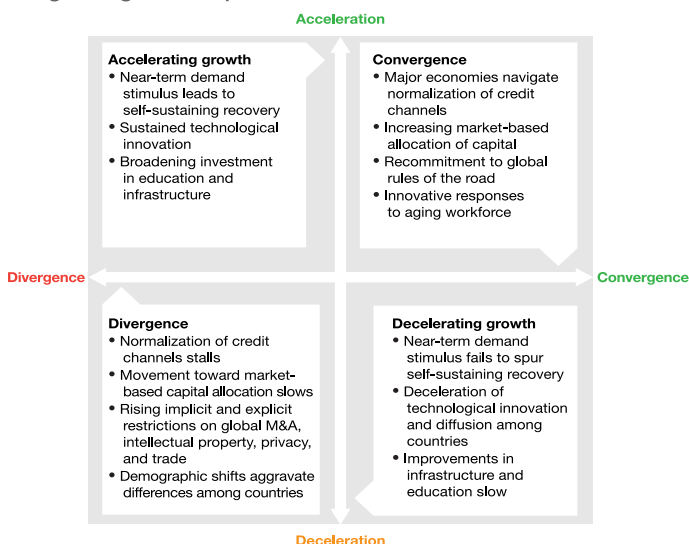 Acceleration
Accelerating growth
• Near-term demand
stimulus leads to
self-sustaining recovery
• Sustained technological
innovation
• Broadening investment
in education and
infrastructure
Convergence
• Major economies navigate
normalization of credit
channels
• Increasing market-based
allocation of capital
• Recommitment to global
rules of the road
• Innovative responses
to aging workforce
Divergence
Convergence
Divergence
• Normalization of credit
channels stalls
• Movement toward market-
based capital allocation slows
• Rising implicit and explicit
restrictions on global M&A,
intellectual property, privacy,
and trade
• Demographic shifts aggravate
differences among countries
Decelerating growth
• Near-term demand
stimulus fails to spur
self-sustaining recovery
• Deceleration of
technological innovation
and diffusion among
countries
• Improvements in
infrastructure and
education slow
Deceleration